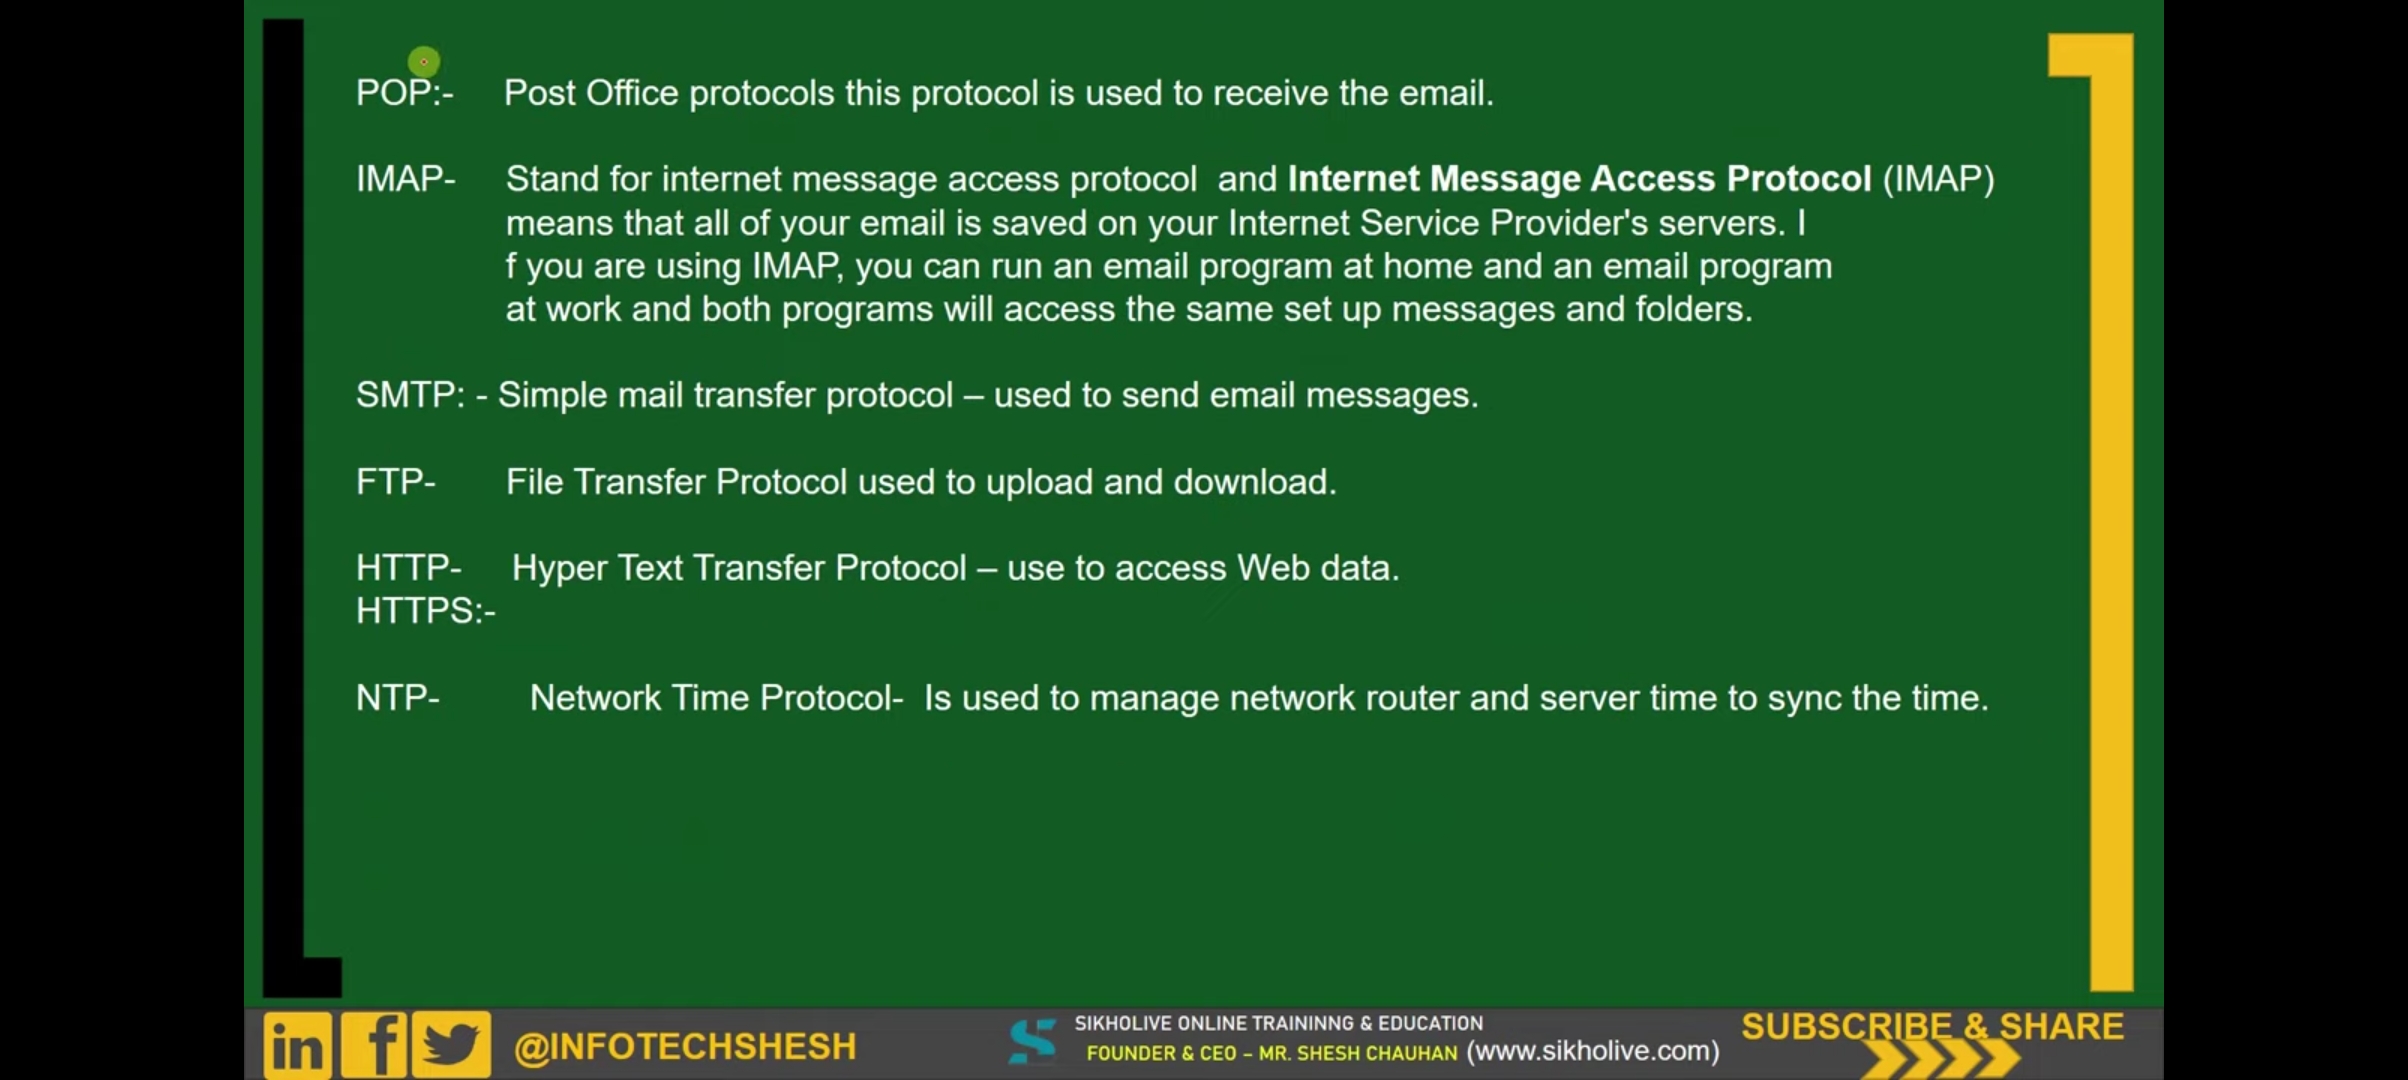 POP:- Post Office protocols this protocol is used to receive the email.
IMAP- Stand for internet message access protocol and Internet Message Access Protocol (IMAP)
means that all of your email is saved on your Internet Service Provider's servers. I
f you are using IMAP, you can run an email program at home and an email program
at work and both programs will access the same set up messages and folders.
SMTP: - Simple mail transfer protocol – used to send email messages.
FTP- File Transfer Protocol used to upload and download.
HTTP- Hyper Text Transfer Protocol – use to access Web data.
HTTPS:-
NTP- Network Time Protocol- Is used to manage network router and server time to sync the time.
in f @INFOTECHSHESH
SIKHOLIVE ONLINE TRAININNG & EDUCATION
FOUNDER & CEO – MR. SHESH CHAUHAN (www.sikholive.com)
SUBSCRIBE & SHARE